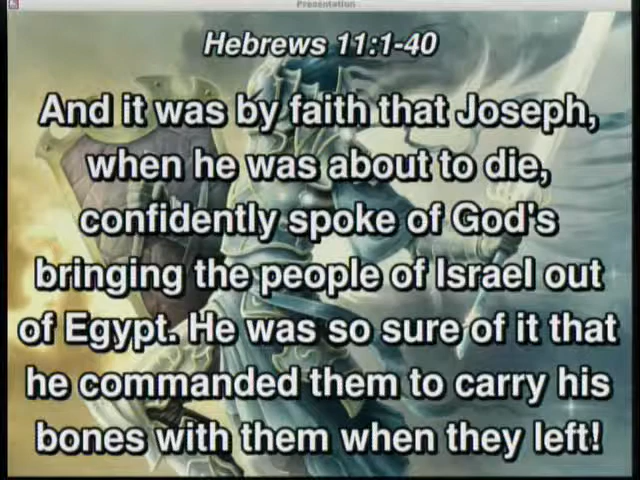 Presentation
Hebrews 11:1-40
And it was by faith that Joseph,
when he was about to die,
confidently spoke of God's
bringing the people of Israel out
of Egypt. He was so sure of it that
he commanded them to carry his
bones with them when they left!